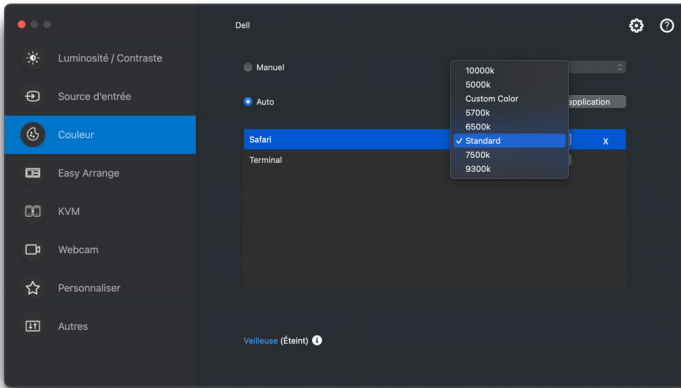 Dell
Luminosité / Contraste
Source d'entrée
Couleur
Easy Arrange
KVM
Webcam
Personnaliser
Autres
Manuel
Auto
application
Safari
x
Terminal
10000k
5000k
Custom Color
5700k
6500k
✓ Standard
7500k
9300k
Veilleuse (Éteint)